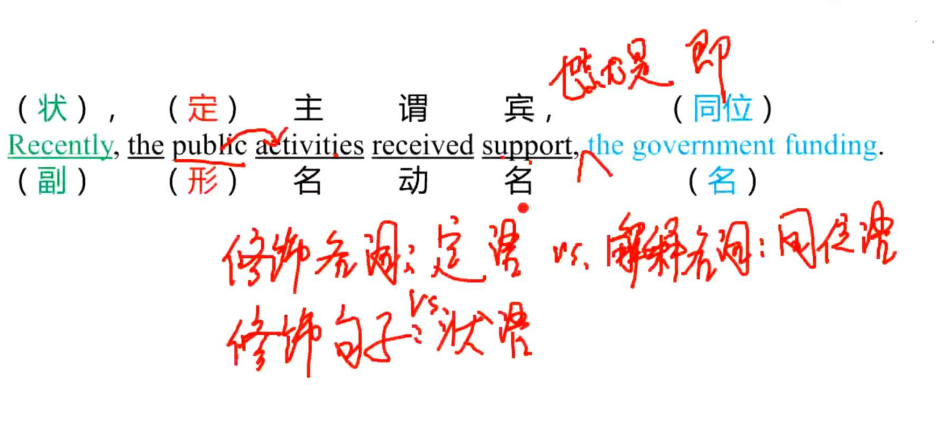 也就是 即
（状）， （定） 主 谓 宾， （同位）
Recently, the public activities received support, the government funding.
（副） （形） 名 动 名 （名）
修饰名词：定语 vs. 解释名词：同位语
vs
修饰句子：状语